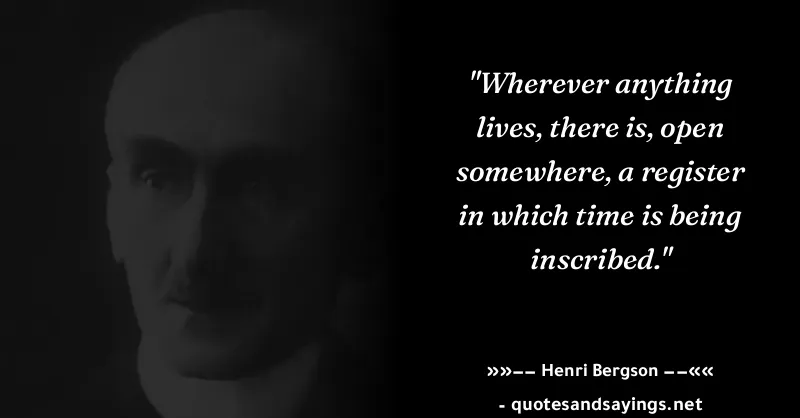 "Wherever anything
lives, there is, open
somewhere, a register
in which time is being
inscribed."
»»–– Henri Bergson ––««
- quotesandsayings.net